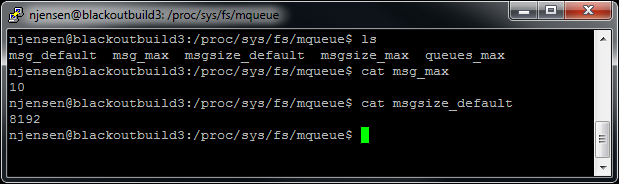 njensen@blackoutbuild3: /proc/sys/fs/mqueue
njensen@blackoutbuild3:/proc/sys/fs/mqueue$ ls
msg_default  msg_max  msgsize_default  msgsize_max  queues_max
njensen@blackoutbuild3:/proc/sys/fs/mqueue$ cat msg_max
10
njensen@blackoutbuild3:/proc/sys/fs/mqueue$ cat msgsize_default
8192
njensen@blackoutbuild3:/proc/sys/fs/mqueue$